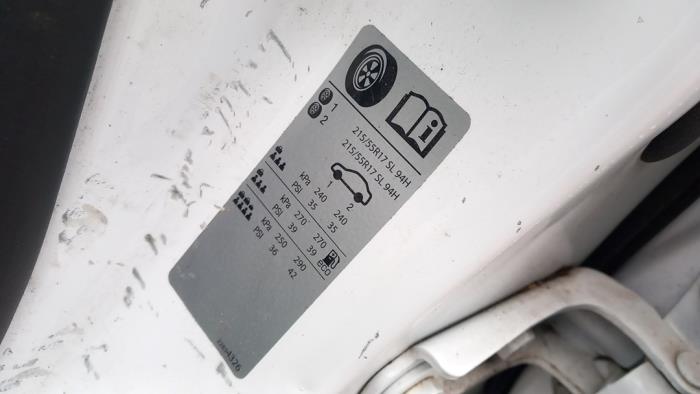 1 215/55R17 SL 94H
2 215/55R17 SL 94H
1 2
kPa 240 240
PSI 35 35
kPa 270 270
PSI 39 39 eco
kPa 250 290
PSI 36 42